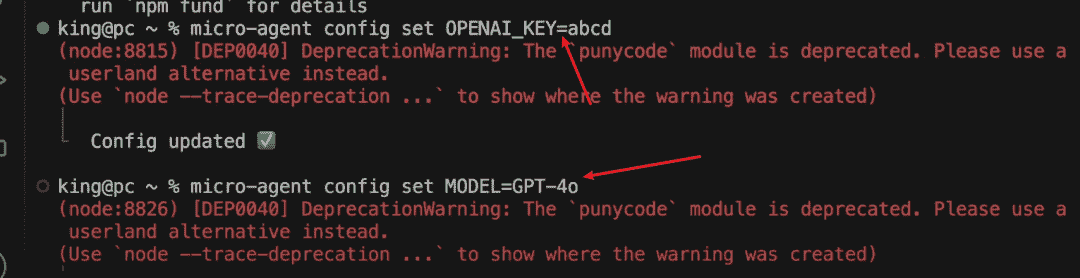 run `npm fund` for details
king@pc ~ % micro-agent config set OPENAI_KEY=abcd
(node:8815) [DEP0040] DeprecationWarning: The `punycode` module is deprecated. Please use a
userland alternative instead.
(Use `node --trace-deprecation ...` to show where the warning was created)
Config updated ✅
king@pc ~ % micro-agent config set MODEL=GPT-4o
(node:8826) [DEP0040] DeprecationWarning: The `punycode` module is deprecated. Please use a
userland alternative instead.
(Use `node --trace-deprecation ...` to show where the warning was created)